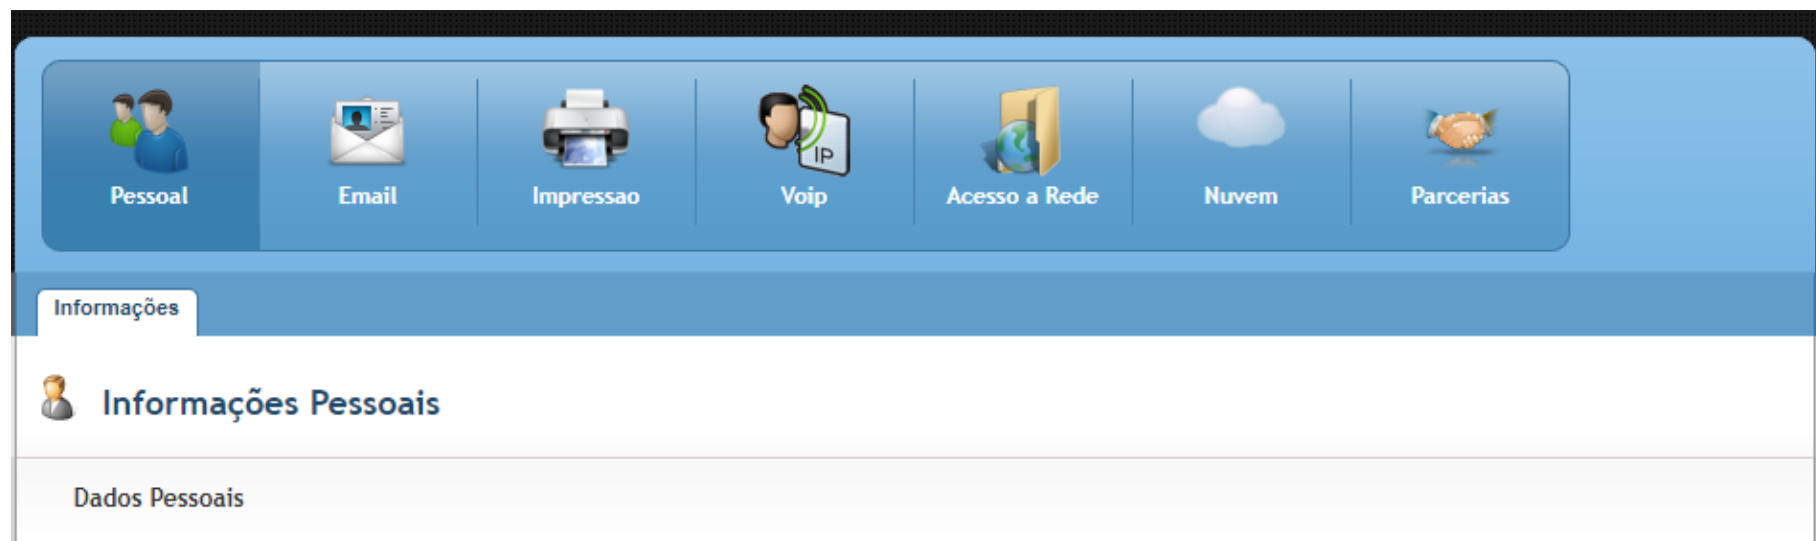 Pessoal
Email
Impressao
IP
Voip
Acesso a Rede
Nuvem
Parcerias
Informações
Informações Pessoais
Dados Pessoais